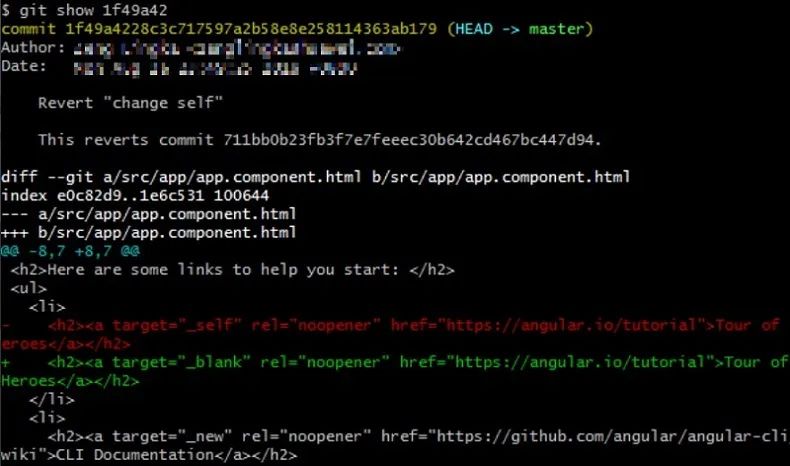 $ git show 1f49a42
commit 1f49a4228c3c717597a2b58e8e258114363ab179 (HEAD -> master)
Author:
Date:
Revert "change self"
This reverts commit 711bb0b23fb3f7e7feeec30b642cd467bc447d94.
diff --git a/src/app/app.component.html b/src/app/app.component.html
index e0c82d9..1e6c531 100644
--- a/src/app/app.component.html
+++ b/src/app/app.component.html
@@ -8,7 +8,7 @@
<h2>Here are some links to help you start: </h2>
<ul>
<li>
-    <h2><a target="_self" rel="noopener" href="https://angular.io/tutorial">Tour of
eroes</a></h2>
+    <h2><a target="_blank" rel="noopener" href="https://angular.io/tutorial">Tour of
Heroes</a></h2>
</li>
<li>
<h2><a target="_new" rel="noopener" href="https://github.com/angular/angular-cli
wiki">CLI Documentation</a></h2>